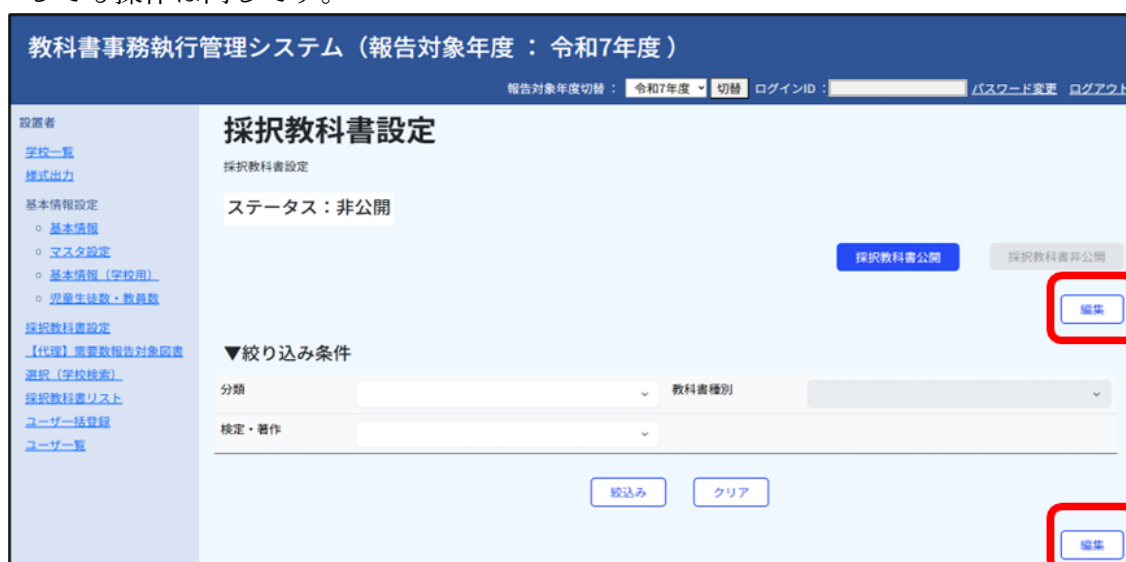 しても操作は同じです。
教科書事務執行管理システム（報告対象年度 ： 令和7年度 ）
報告対象年度切替 ： 令和7年度 切替 ログインID ： パスワード変更 ログアウト
設置者
学校一覧
様式出力
基本情報設定
基本情報
マスタ設定
基本情報（学校用）
児童生徒数・教員数
採択教科書設定
【代理】需要数報告対象図書
選択（学校検索）
採択教科書リスト
ユーザー括登録
ユーザ一覧
採択教科書設定
採択教科書設定
ステータス：非公開
採択教科書公開 採択教科書非公開
編集
▼絞り込み条件
分類 教科書種別
検定・著作
絞込み クリア
編集